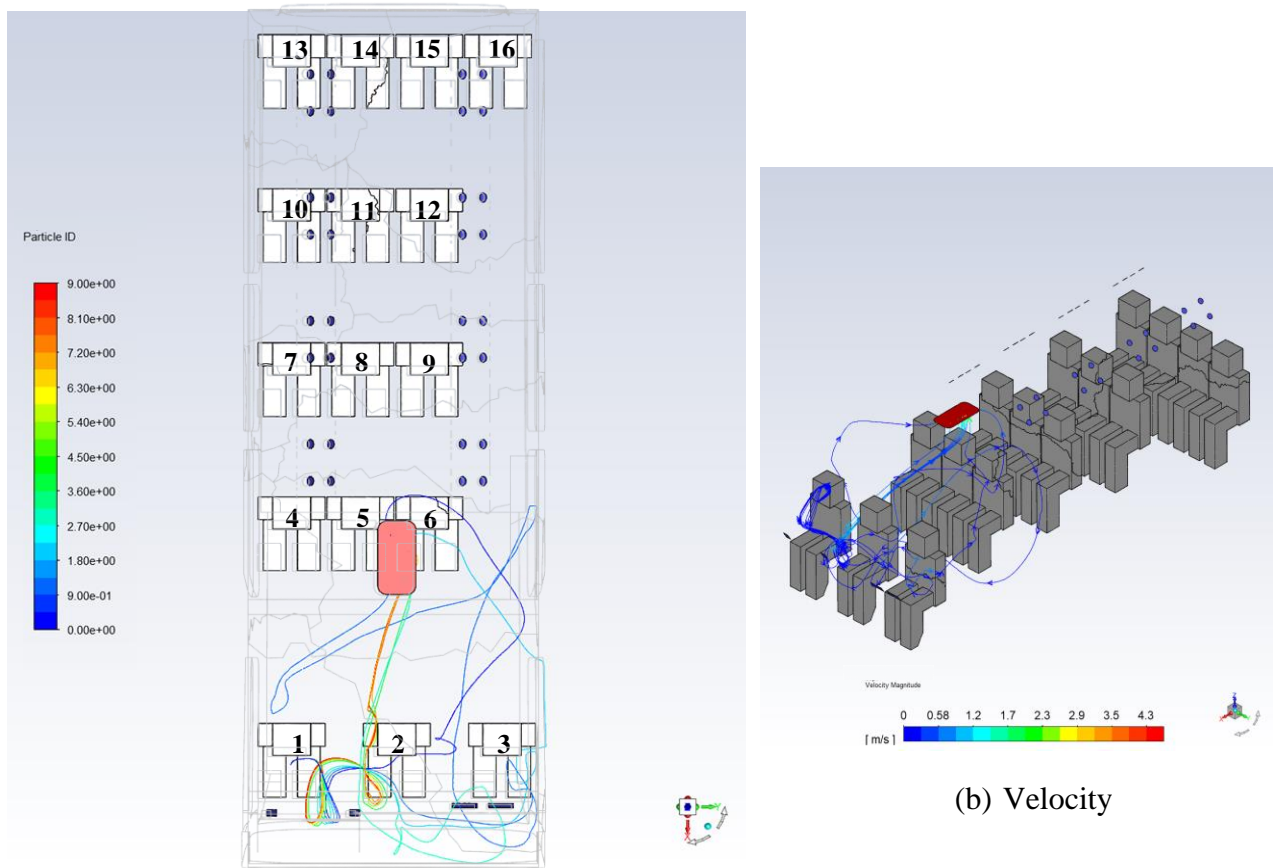 13 14 15 16
10 11 12
Particle ID
9.00e+00
8.10e+00
7.20e+00
6.30e+00
5.40e+00
4.50e+00
3.60e+00
2.70e+00
1.80e+00
9.00e-01
0.00e+00
7 8 9
4 5 6
1 2 3
Velocity Magnitude
0 0.58 1.2 1.7 2.3 2.9 3.5 4.3
[ m/s ]
(b) Velocity